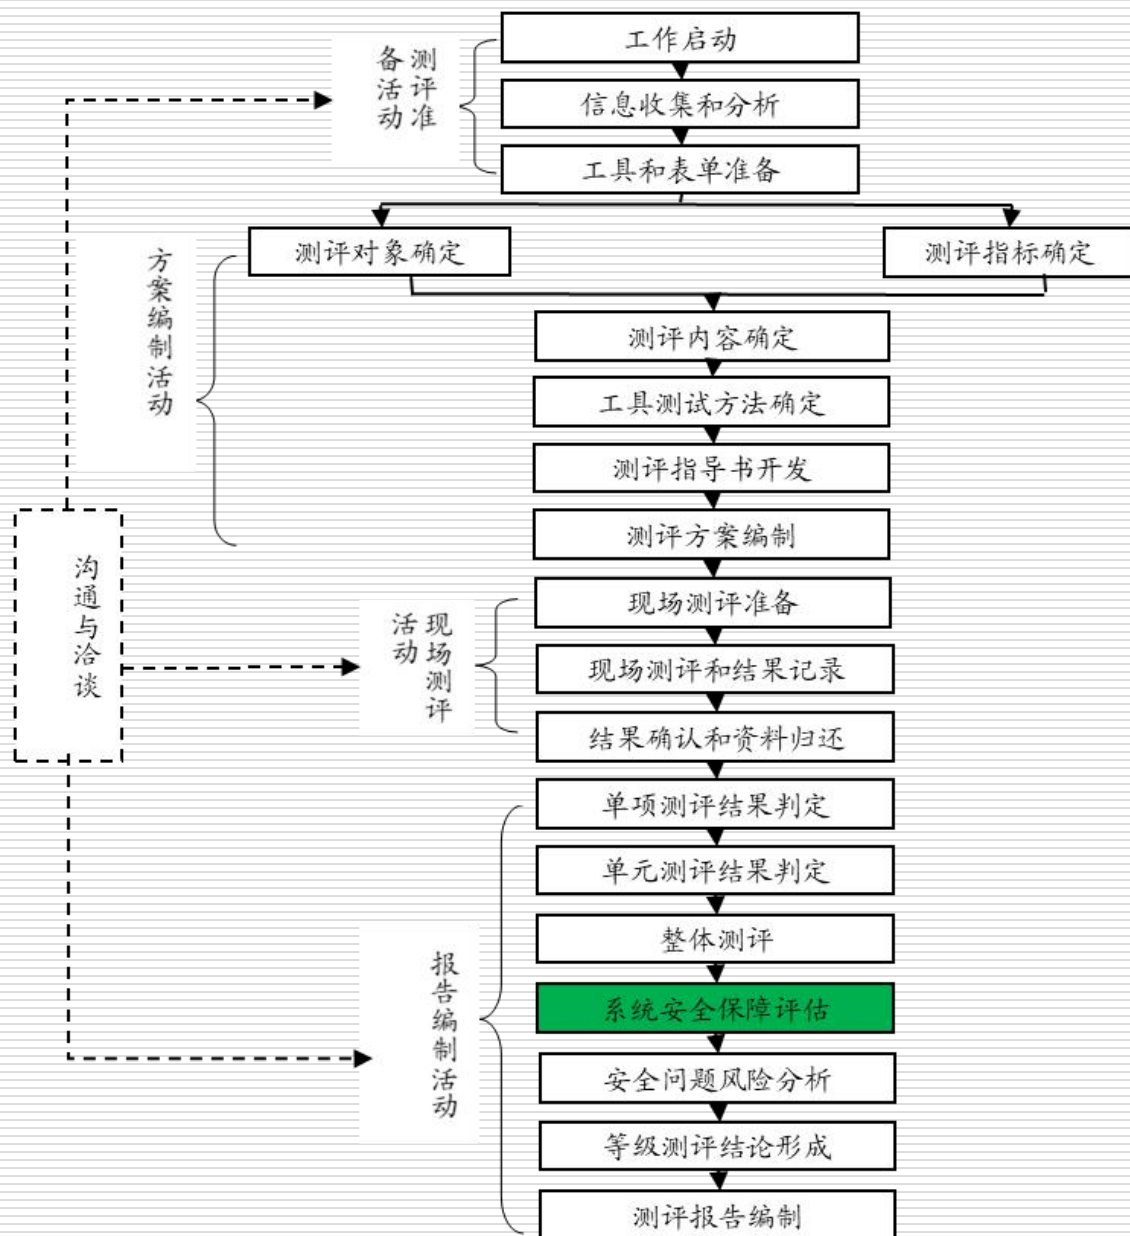 工作启动
测评准
备活动
信息收集和分析
工具和表单准备
测评对象确定
测评指标确定
方案编制活动
测评内容确定
工具测试方法确定
测评指导书开发
测评方案编制
沟通与洽谈
现场测评
活动
现场测评准备
现场测评和结果记录
结果确认和资料归还
单项测评结果判定
单元测评结果判定
整体测评
报告编制活动
系统安全保障评估
安全问题风险分析
等级测评结论形成
测评报告编制